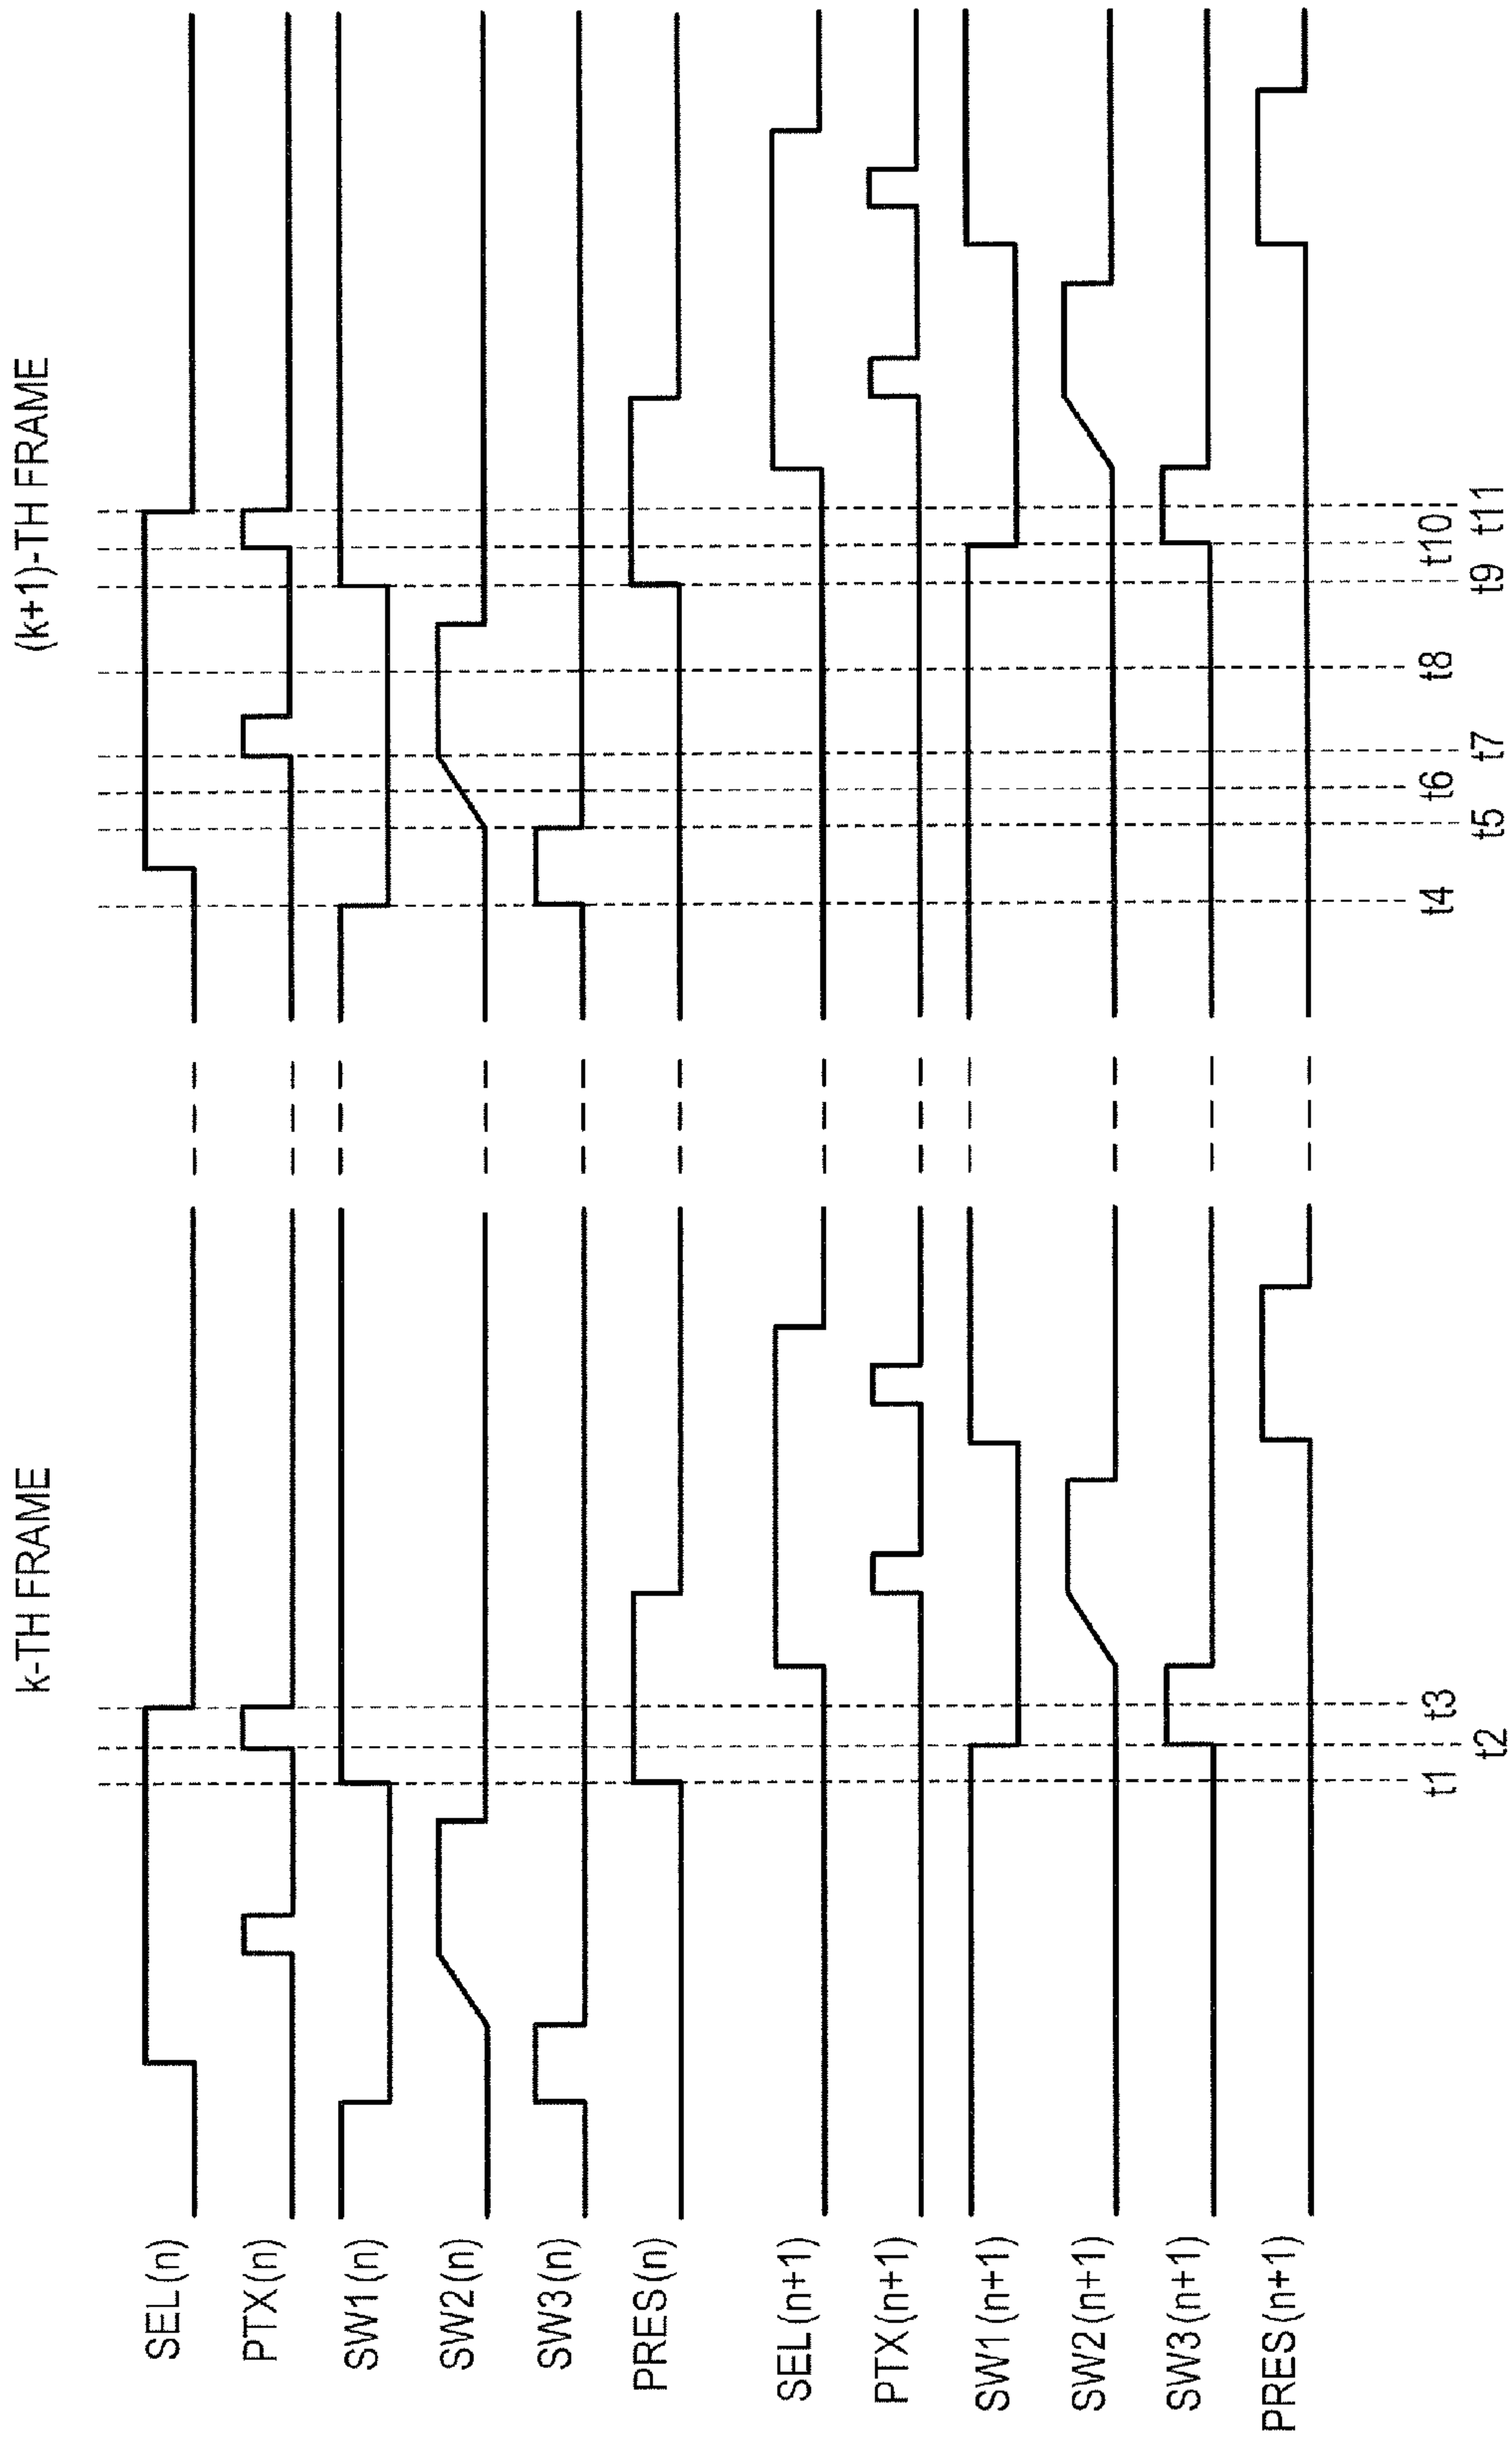 k-TH FRAME
(k+1)-TH FRAME
SEL(n)
PTX(n)
SW1(n)
SW2(n)
SW3(n)
PRES(n)
SEL(n+1)
PTX(n+1)
SW1(n+1)
SW2(n+1)
SW3(n+1)
PRES(n+1)
t1
t2
t3
t4
t5
t6
t7
t8
t9
t10
t11